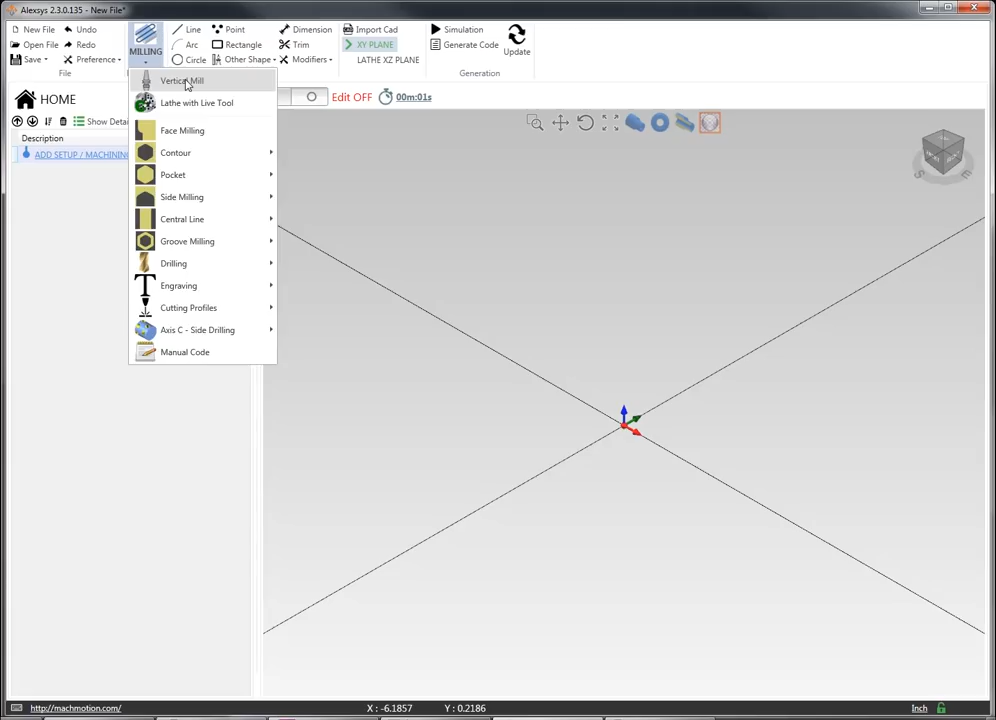 Alexsys 2.3.0.135 - New File*
New File
Undo
Open File
Redo
Save
Preference
File
MILLING
Line
Point
Arc
Rectangle
Circle
Other Shape
Dimension
Trim
Modifiers
Import Cad
XY PLANE
LATHE XZ PLANE
Simulation
Generate Code
Update
Generation
HOME
Edit OFF
00m:01s
Description
ADD SETUP / MACHINING
Vertical Mill
Lathe with Live Tool
Face Milling
Contour
Pocket
Side Milling
Central Line
Groove Milling
Drilling
Engraving
Cutting Profiles
Axis C - Side Drilling
Manual Code
S
E
http://machmotion.com/
X : -6.1857
Y : 0.2186
Inch